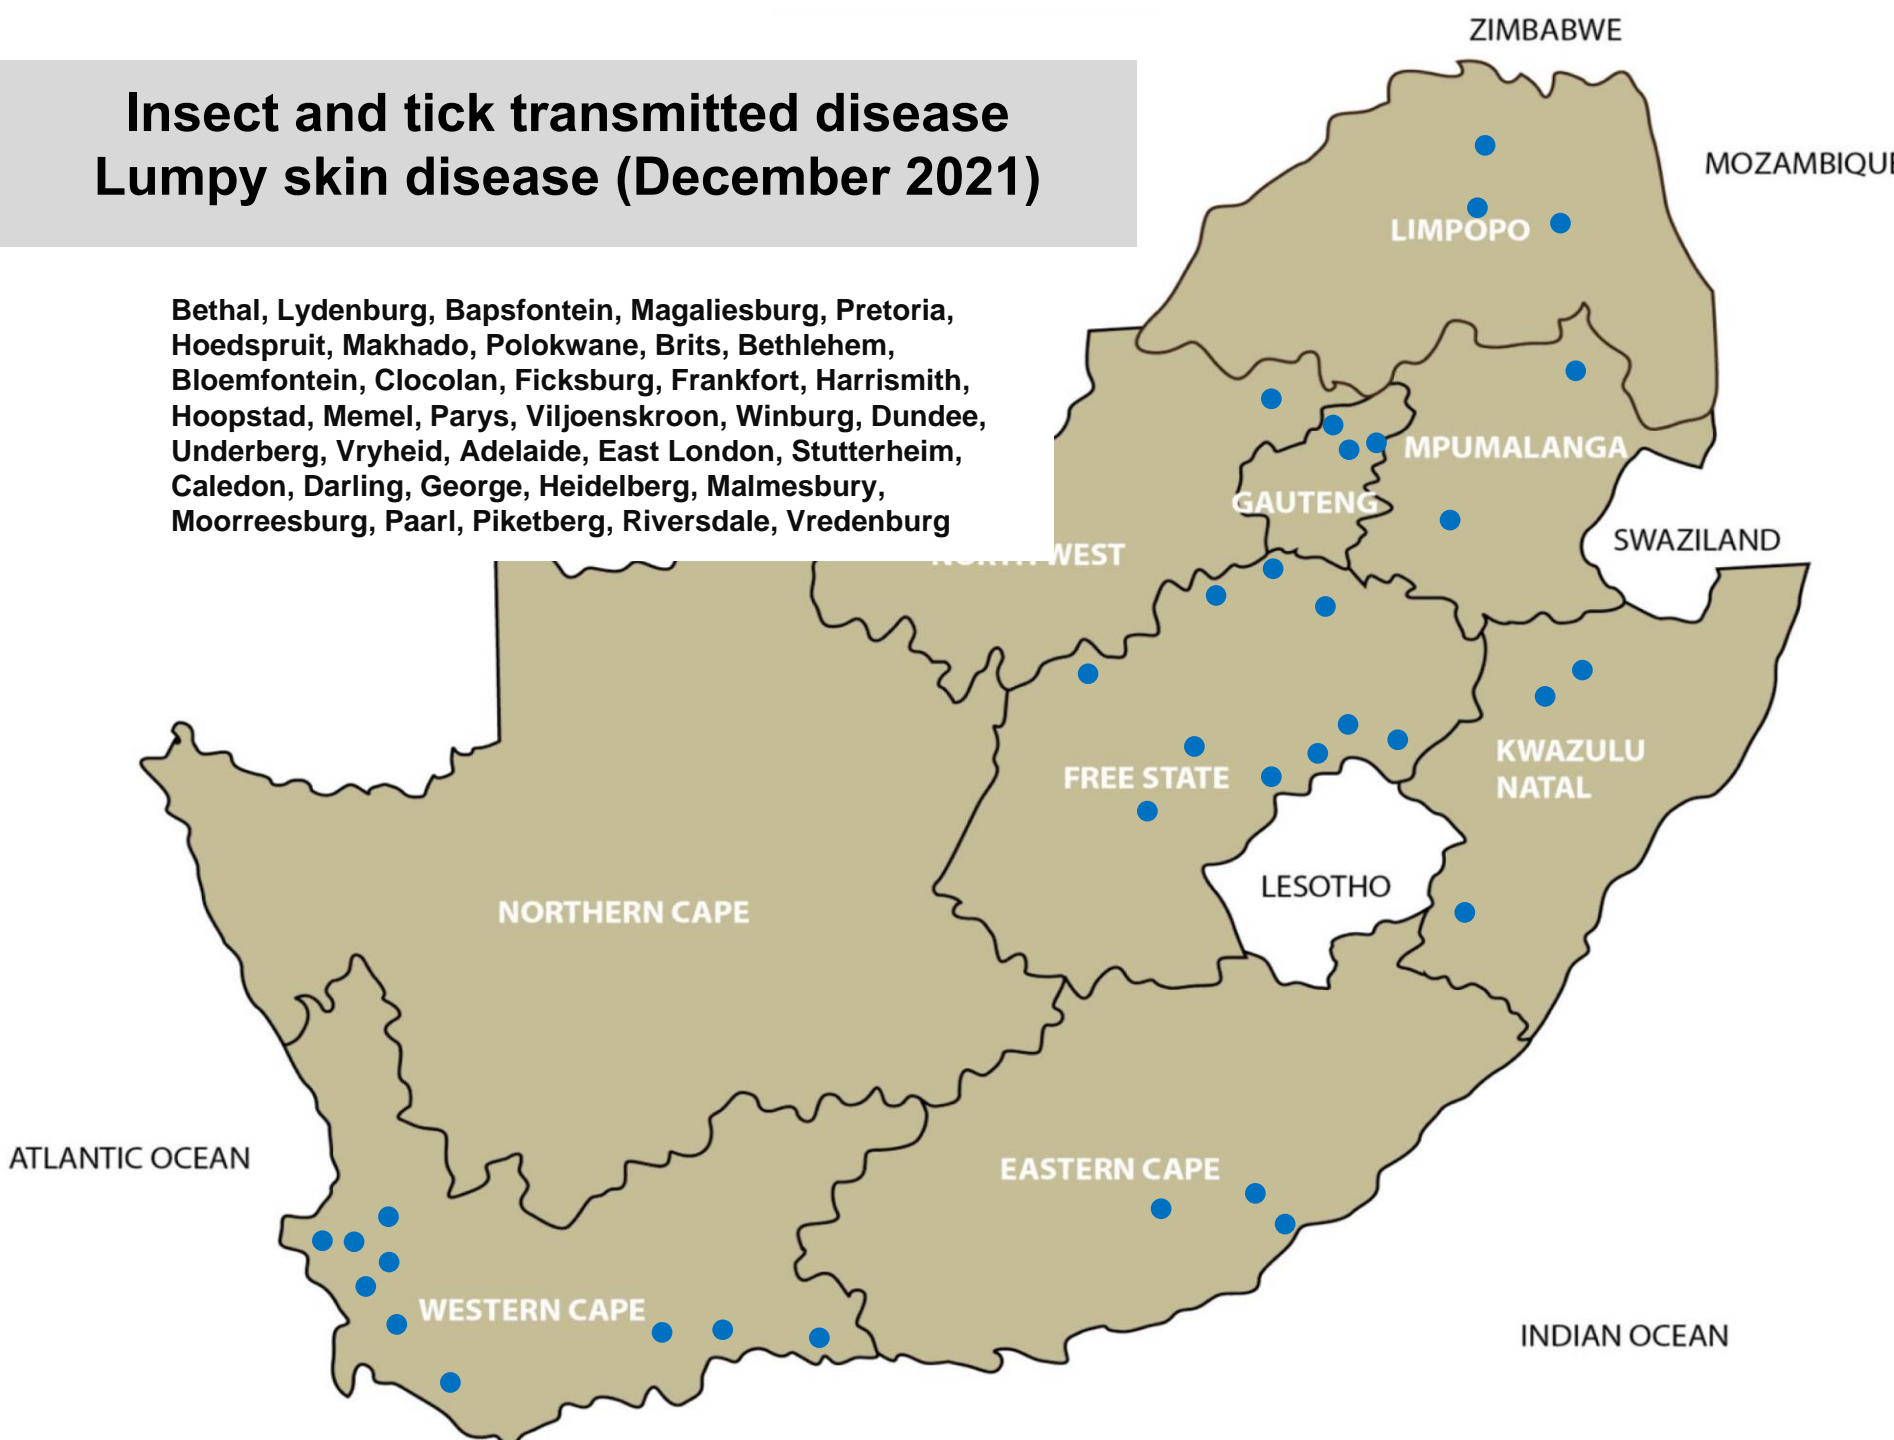 ZIMBABWE
Insect and tick transmitted disease
Lumpy skin disease (December 2021)
MOZAMBIQUE
LIMPOPO
Bethal, Lydenburg, Bapsfontein, Magaliesburg, Pretoria,
Hoedspruit, Makhado, Polokwane, Brits, Bethlehem,
Bloemfontein, Clocolan, Ficksburg, Frankfort, Harrismith,
Hoopstad, Memel, Parys, Viljoenskroon, Winburg, Dundee,
Underberg, Vryheid, Adelaide, East London, Stutterheim,
Caledon, Darling, George, Heidelberg, Malmesbury,
Moorreesburg, Paarl, Piketberg, Riversdale, Vredenburg
MPUMALANGA
GAUTENG
SWAZILAND
NORTH WEST
KWAZULU
NATAL
FREE STATE
LESOTHO
NORTHERN CAPE
ATLANTIC OCEAN
EASTERN CAPE
WESTERN CAPE
INDIAN OCEAN